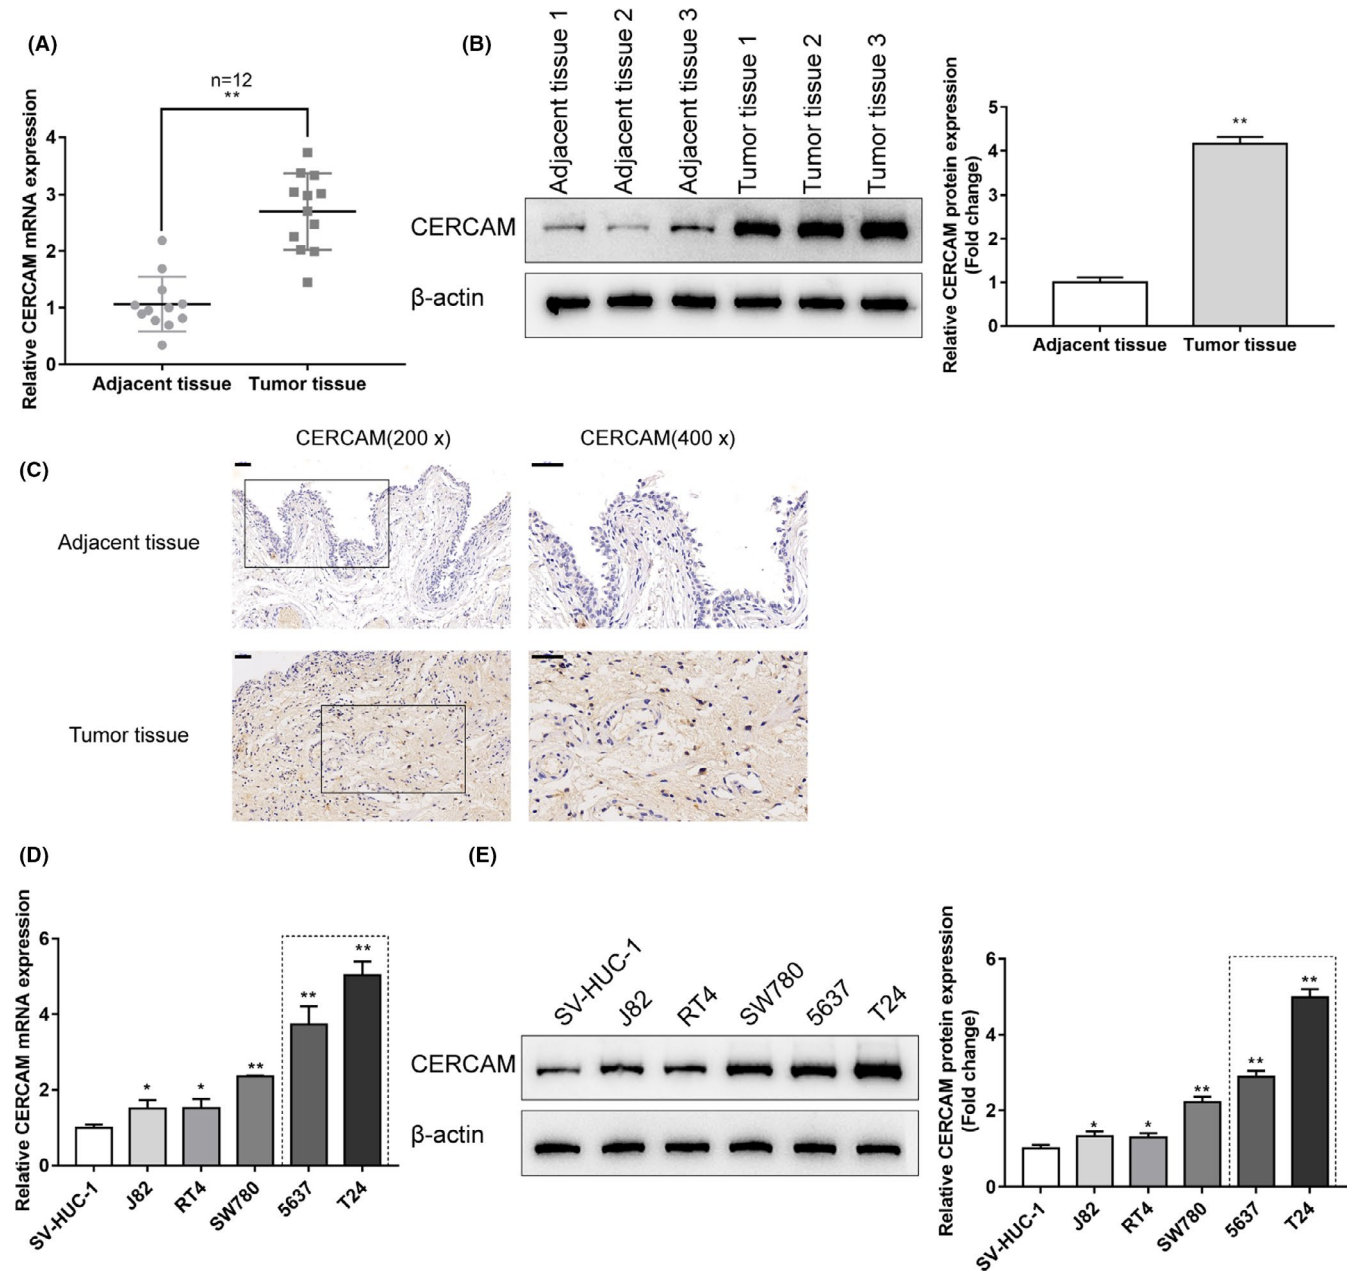 (A)
n=12
**
Relative CERCAM mRNA expression
4
3
2
1
0
Adjacent tissue
Tumor tissue
(B)
Adjacent tissue 1
Adjacent tissue 2
Adjacent tissue 3
Tumor tissue 1
Tumor tissue 2
Tumor tissue 3
CERCAM
β-actin
Relative CERCAM protein expression
(Fold change)
5
4
3
2
1
0
**
Adjacent tissue
Tumor tissue
(C)
CERCAM(200 x)
CERCAM(400 x)
Adjacent tissue
Tumor tissue
(D)
Relative CERCAM mRNA expression
6
4
2
0
*
*
**
**
**
SV-HUC-1
J82
RT4
SW780
5637
T24
(E)
SV-HUC-1
J82
RT4
SW780
5637
T24
CERCAM
β-actin
Relative CERCAM protein expression
(Fold change)
6
4
2
0
*
*
**
**
**
SV-HUC-1
J82
RT4
SW780
5637
T24